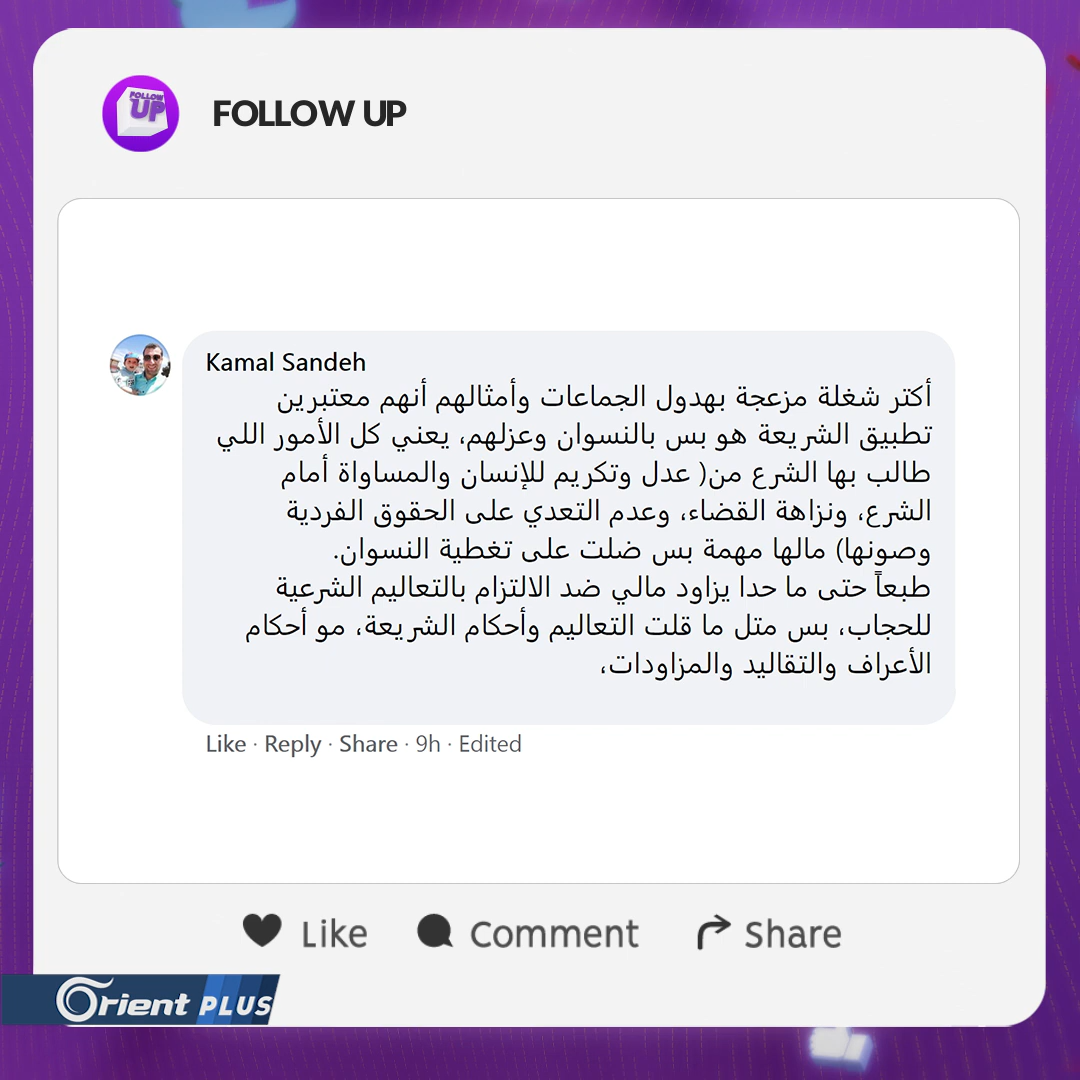 FOLLOW UP
FOLLOW UP
Kamal Sandeh
أكتر شغلة مزعجة بهدول الجماعات وأمثالهم أنهم معتبرين
تطبيق الشريعة هو بس بالنسوان وعزلهم، يعني كل الأمور اللي
طالب بها الشرع من( عدل وتكريم للإنسان والمساواة أمام
الشرع، ونزاهة القضاء، وعدم التعدي على الحقوق الفردية
وصونها) مالها مهمة بس ضلت على تغطية النسوان.
طبعاً حتى ما حدا يزاود مالي ضد الالتزام بالتعاليم الشرعية
للحجاب، بس متل ما قلت التعاليم وأحكام الشريعة، مو أحكام
الأعراف والتقاليد والمزاودات،
Like · Reply · Share · 9h · Edited
Like Comment Share
Orient PLUS